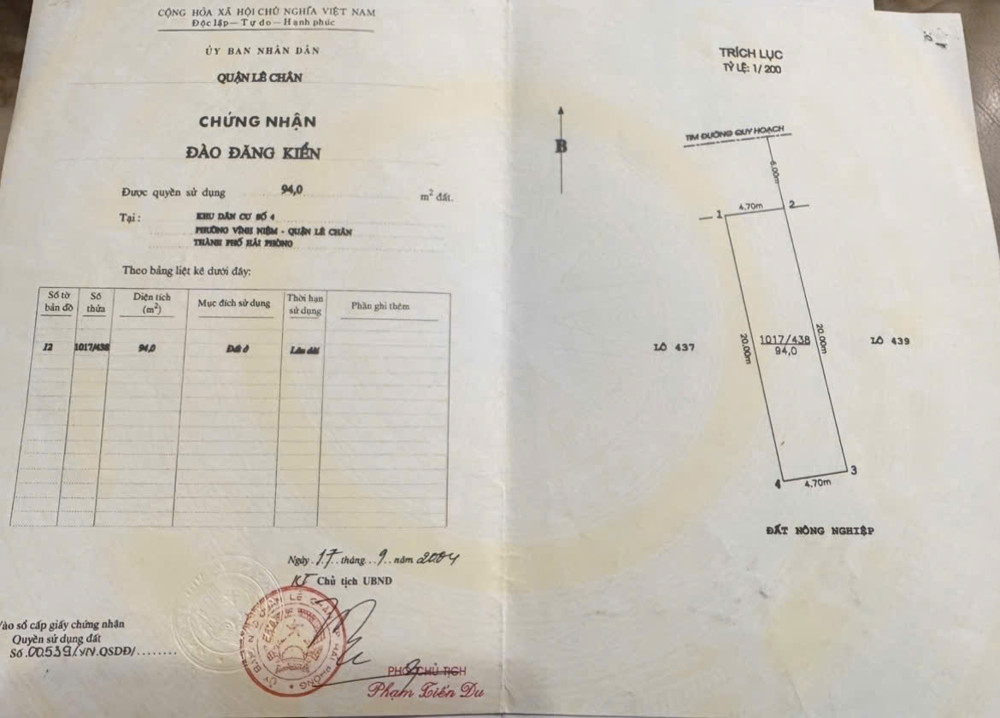 CỘNG HÒA XÃ HỘI CHỦ NGHĨA VIỆT NAM
Độc lập - Tự do - Hạnh phúc
ỦY BAN NHÂN DÂN
QUẬN LÊ CHÂN
CHỨNG NHẬN
ĐÀO ĐĂNG KIỂN
Được quyền sử dụng 94,0 m² đất.
Tại: KHU DÂN CƯ SỐ 4
PHƯỜNG VĨNH NIỆM - QUẬN LÊ CHÂN
THÀNH PHỐ HẢI PHÒNG
Theo bảng liệt kê dưới đây:
Số tờ bản đồ Số thửa Diện tích (m²) Mục đích sử dụng Thời hạn sử dụng Phần ghi thêm
12 1017/438 94,0 Đất ở Lâu dài
Ngày 17 tháng 9 năm 2004
KT Chủ tịch UBND
PHÓ CHỦ TỊCH
Phạm Tiến Du
Vào sổ cấp giấy chứng nhận
Quyền sử dụng đất
Số 00539/VN.QSDĐ/
TRÍCH LỤC
TỶ LỆ: 1/200
B
TIM ĐƯỜNG QUY HOẠCH
6,00m
1 4,70m 2
20,00m
20,00m
LÔ 437
1017/438
94,0
LÔ 439
4 4,70m 3
ĐẤT NÔNG NGHIỆP